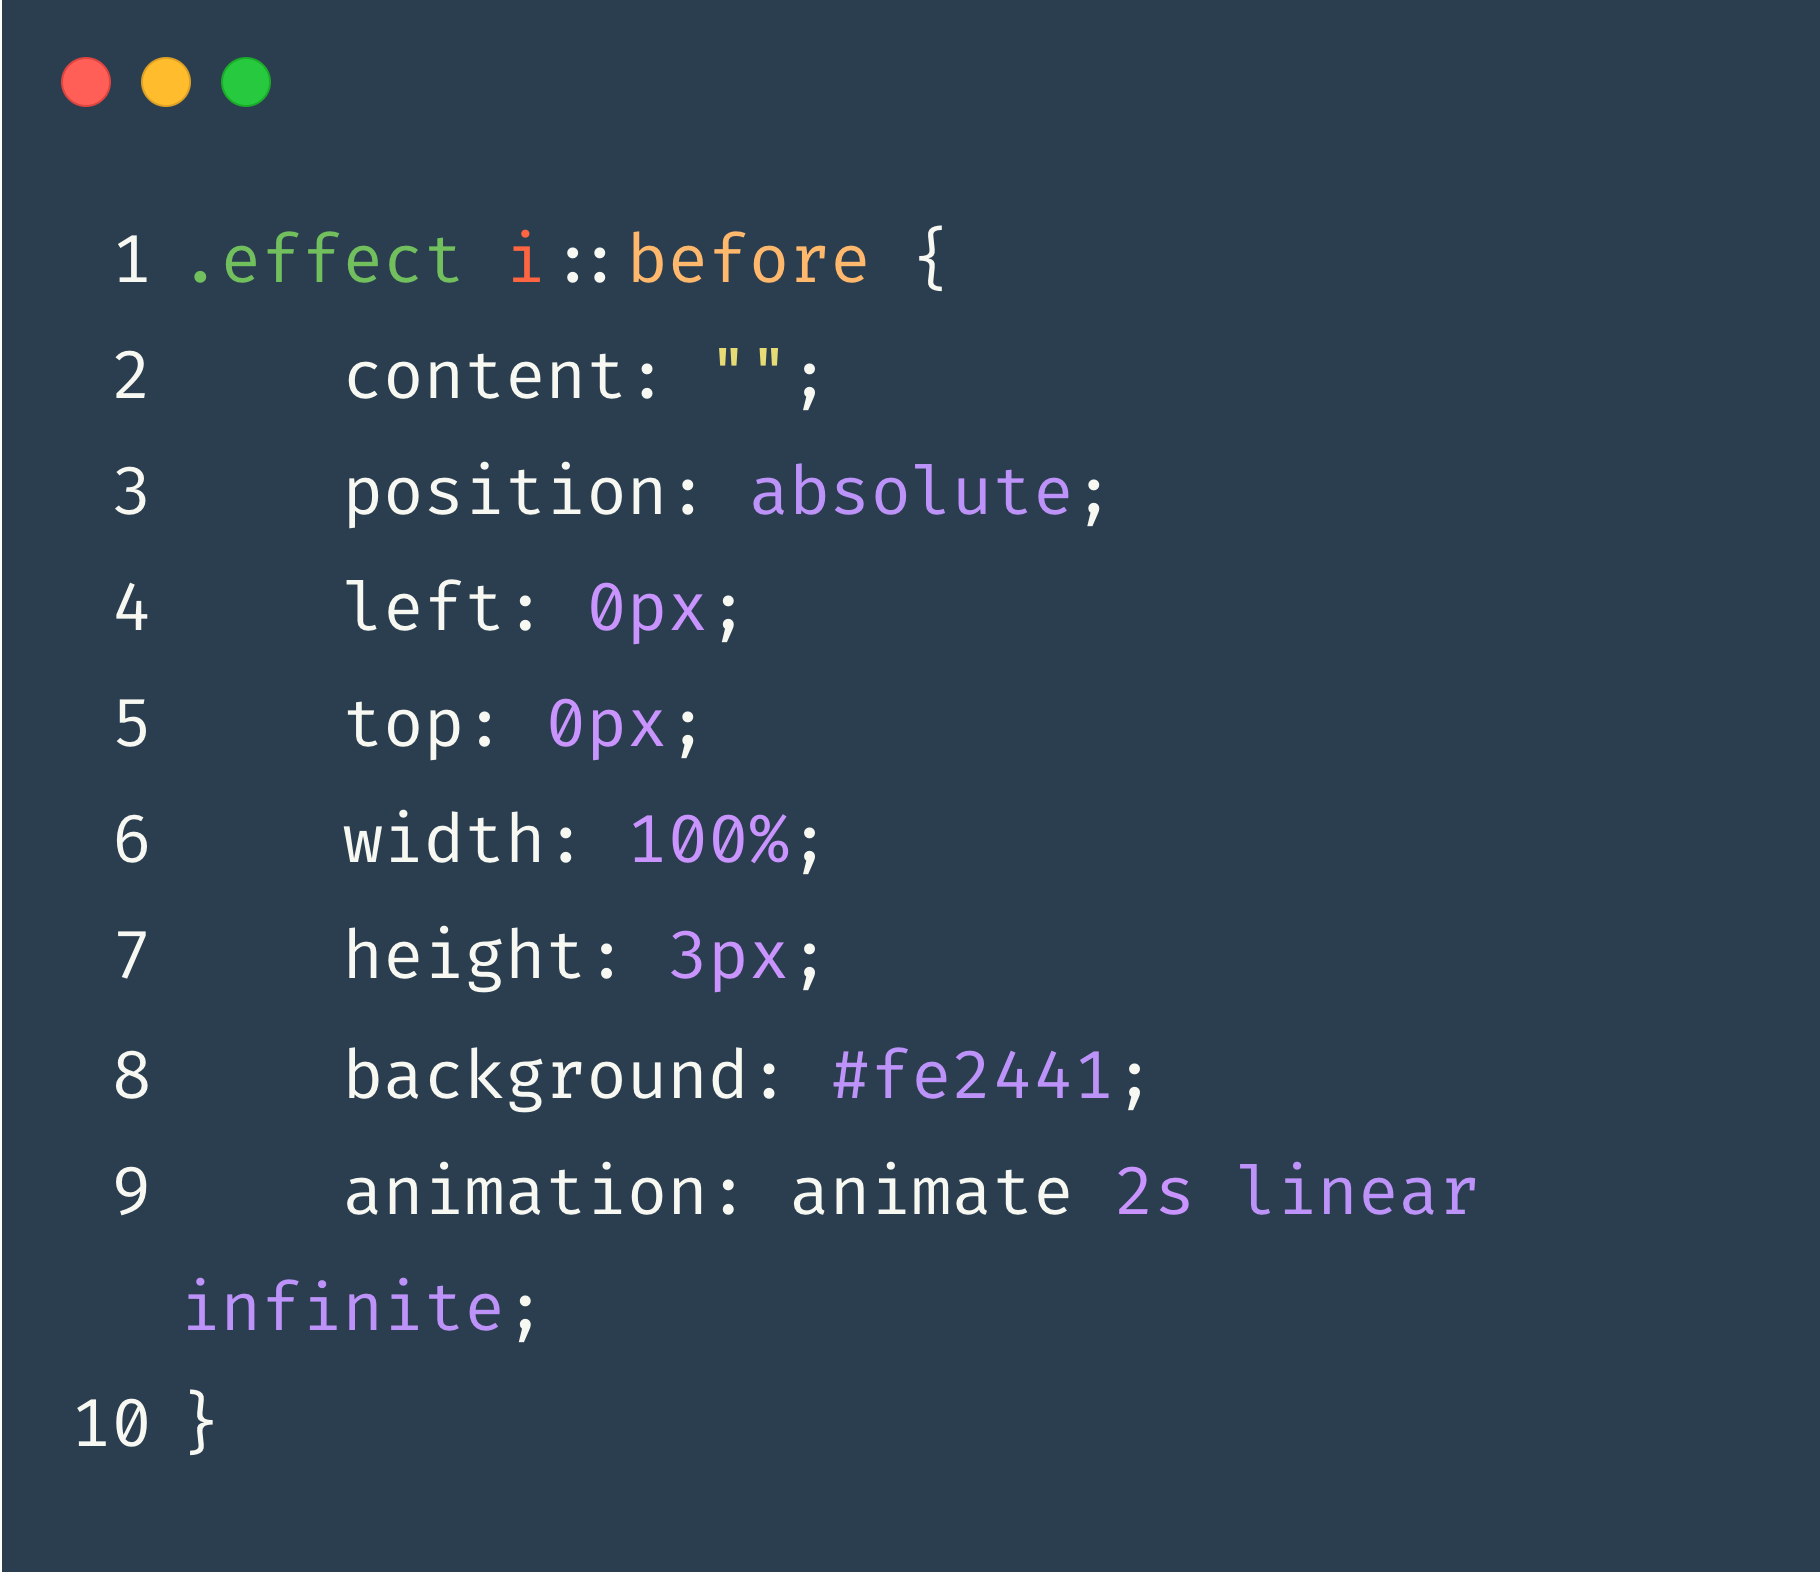 1 .effect i::before {
2     content: "";
3     position: absolute;
4     left: 0px;
5     top: 0px;
6     width: 100%;
7     height: 3px;
8     background: #fe2441;
9     animation: animate 2s linear
infinite;
10 }